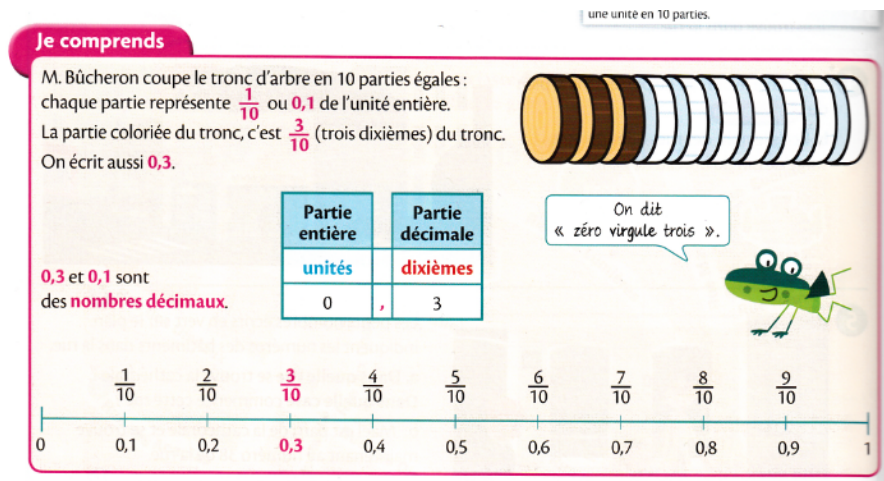 une unité en 10 parties.
Je comprends
M. Bûcheron coupe le tronc d'arbre en 10 parties égales :
chaque partie représente 1/10 ou 0,1 de l'unité entière.
La partie coloriée du tronc, c'est 3/10 (trois dixièmes) du tronc.
On écrit aussi 0,3.
Partie entière Partie décimale
unités dixièmes
0 , 3
On dit
« zéro virgule trois ».
0,3 et 0,1 sont
des nombres décimaux.
1/10 2/10 3/10 4/10 5/10 6/10 7/10 8/10 9/10
0 0,1 0,2 0,3 0,4 0,5 0,6 0,7 0,8 0,9 1